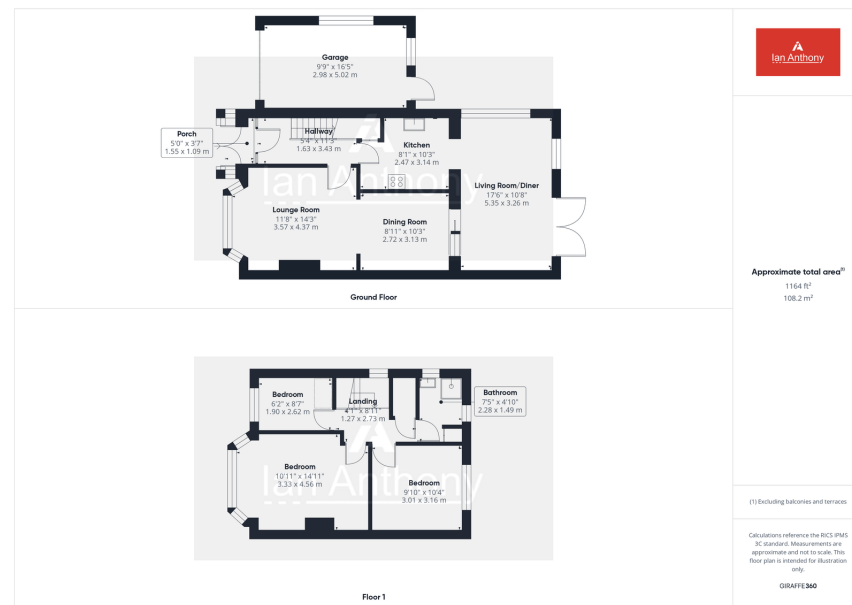 Garage
9'9" x 16'5"
2.98 x 5.02 m
Porch
5'0" x 3'7"
1.55 x 1.09 m
Hallway
5'4" x 11'3"
1.63 x 3.43 m
Kitchen
8'1" x 10'3"
2.47 x 3.14 m
Living Room/Diner
17'6" x 10'8"
5.35 x 3.26 m
Lounge Room
11'8" x 14'3"
3.57 x 4.37 m
Dining Room
8'11" x 10'3"
2.72 x 3.13 m
Ian Anthony
Ground Floor
Bedroom
6'2" x 8'7"
1.90 x 2.62 m
Landing
4'1" x 8'11"
1.27 x 2.73 m
Bathroom
7'5" x 4'10"
2.28 x 1.49 m
Bedroom
10'11" x 14'11"
3.33 x 4.56 m
Bedroom
9'10" x 10'4"
3.01 x 3.16 m
Ian Anthony
Floor 1
Ian Anthony
Approximate total area(1)
1164 ft²
108.2 m²
(1) Excluding balconies and terraces
Calculations reference the RICS IPMS
3C standard. Measurements are
approximate and not to scale. This
floor plan is intended for illustration
only.
GIRAFFE360